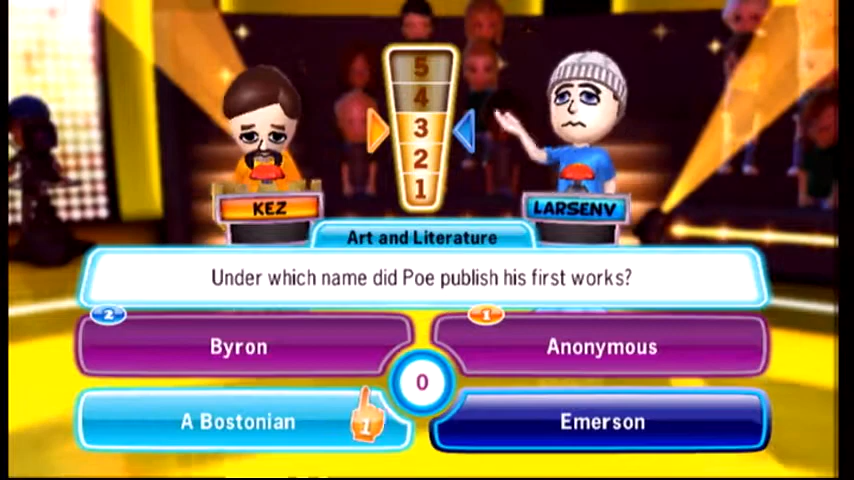 5
4
3
2
1
KEZ
LARSENV
Art and Literature
Under which name did Poe publish his first works?
2
1
Byron
Anonymous
0
A Bostonian
1
Emerson